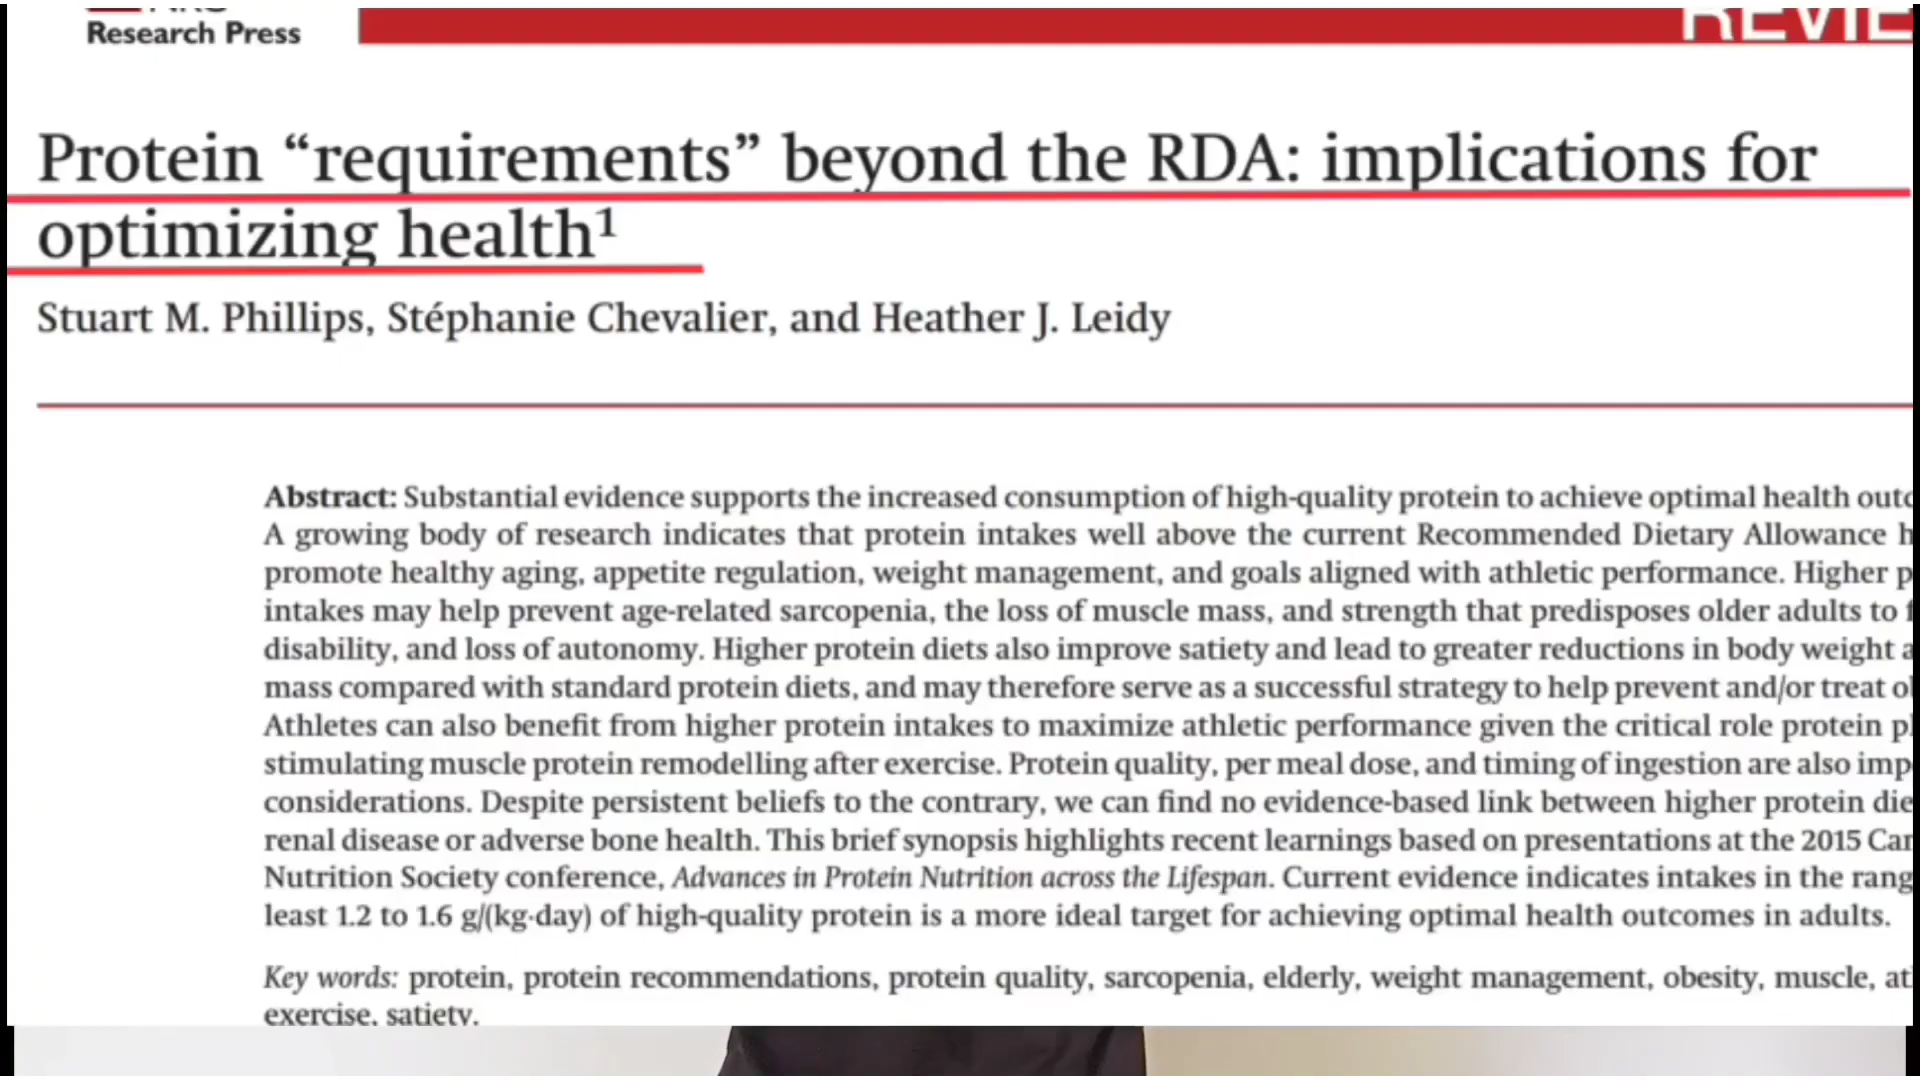 Research Press
Protein “requirements” beyond the RDA: implications for
optimizing health¹
Stuart M. Phillips, Stéphanie Chevalier, and Heather J. Leidy
Abstract: Substantial evidence supports the increased consumption of high-quality protein to achieve optimal health
A growing body of research indicates that protein intakes well above the current Recommended Dietary Allowance
promote healthy aging, appetite regulation, weight management, and goals aligned with athletic performance. Higher
intakes may help prevent age-related sarcopenia, the loss of muscle mass, and strength that predisposes older adults to
disability, and loss of autonomy. Higher protein diets also improve satiety and lead to greater reductions in body weight
mass compared with standard protein diets, and may therefore serve as a successful strategy to help prevent and/or treat
Athletes can also benefit from higher protein intakes to maximize athletic performance given the critical role protein
stimulating muscle protein remodelling after exercise. Protein quality, per meal dose, and timing of ingestion are also
considerations. Despite persistent beliefs to the contrary, we can find no evidence-based link between higher protein
renal disease or adverse bone health. This brief synopsis highlights recent learnings based on presentations at the 2015
Nutrition Society conference, Advances in Protein Nutrition across the Lifespan. Current evidence indicates intakes in the
least 1.2 to 1.6 g/(kg·day) of high-quality protein is a more ideal target for achieving optimal health outcomes in adults.
Key words: protein, protein recommendations, protein quality, sarcopenia, elderly, weight management, obesity, muscle,
exercise, satiety.